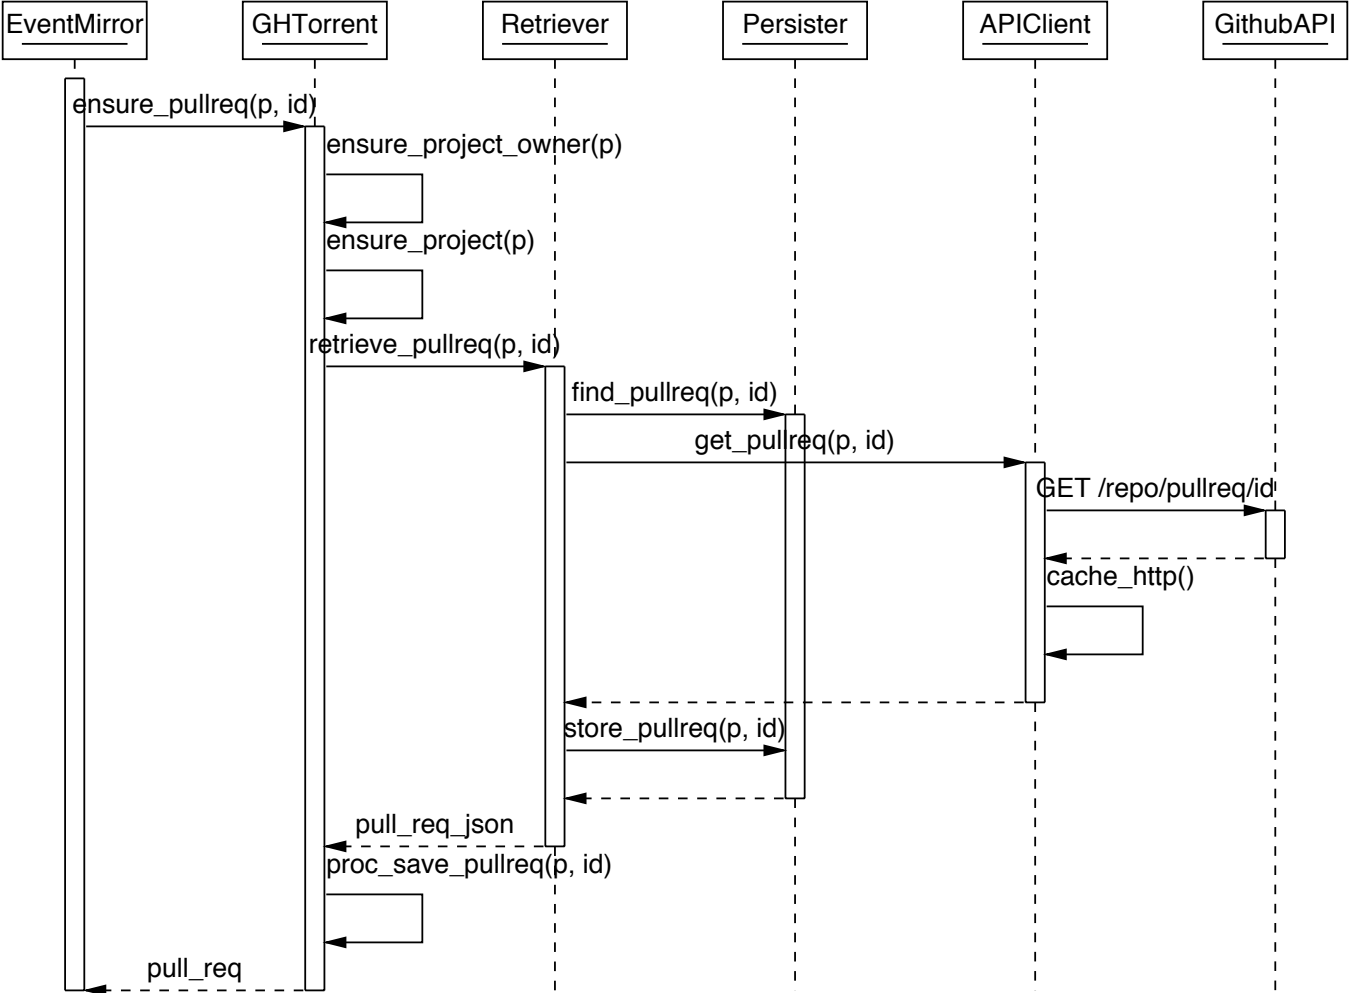 EventMirror
GHTorrent
Retriever
Persister
APIClient
GithubAPI
ensure_pullreq(p, id)
ensure_project_owner(p)
ensure_project(p)
retrieve_pullreq(p, id)
find_pullreq(p, id)
get_pullreq(p, id)
GET /repo/pullreq/id
cache_http()
store_pullreq(p, id)
pull_req_json
proc_save_pullreq(p, id)
pull_req